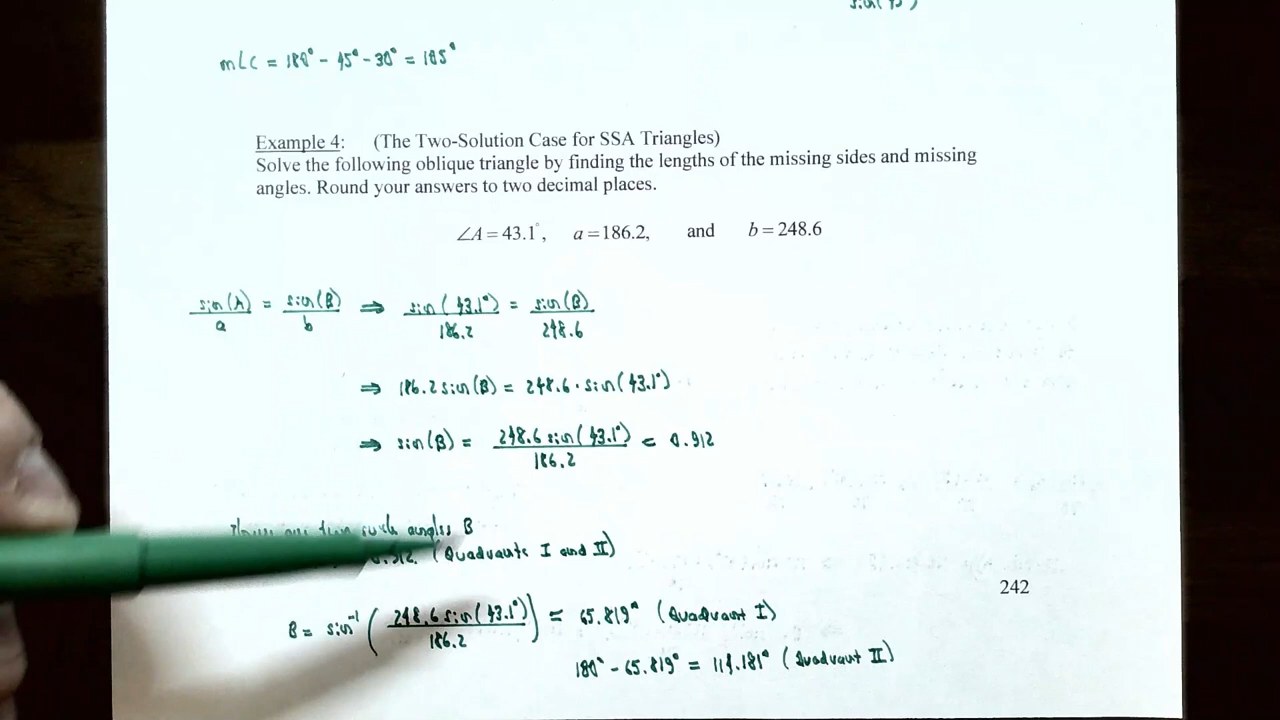 m∠C = 180° - 45° - 30° = 105°
Example 4: (The Two-Solution Case for SSA Triangles)
Solve the following oblique triangle by finding the lengths of the missing sides and missing
angles. Round your answers to two decimal places.
∠A = 43.1°, a = 186.2, and b = 248.6
sin(A)/a = sin(B)/b ⇒ sin(43.1°)/186.2 = sin(B)/248.6
⇒ 186.2 sin(B) = 248.6 · sin(43.1°)
⇒ sin(B) = 248.6 sin(43.1°)/186.2 ≈ 0.912
There are two such angles B
0.912. (Quadrants I and II)
242
B = sin⁻¹(248.6 sin(43.1°)/186.2) ≈ 65.819° (Quadrant I)
180° - 65.819° = 114.181° (Quadrant II)